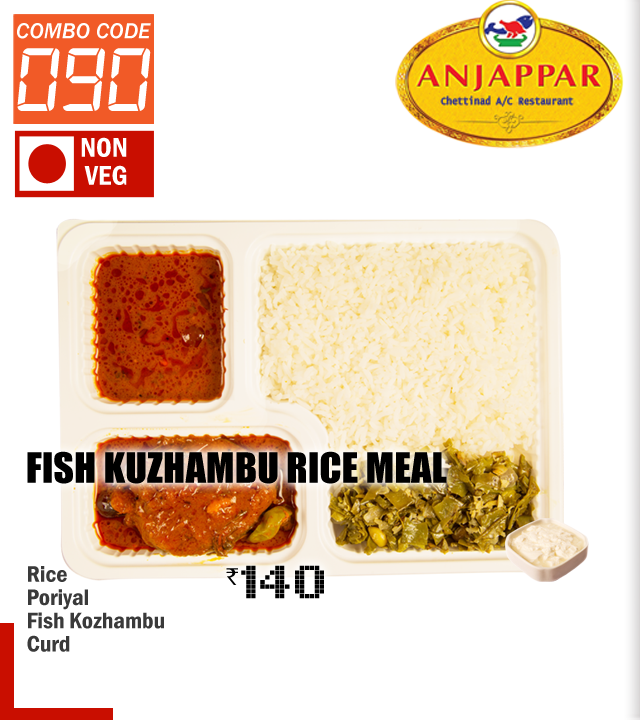 COMBO CODE
090
NON
VEG
ANJAPPAR
Chettinad A/C Restaurant
FISH KUZHAMBU RICE MEAL
Rice
Poriyal
Fish Kozhambu
Curd
₹140